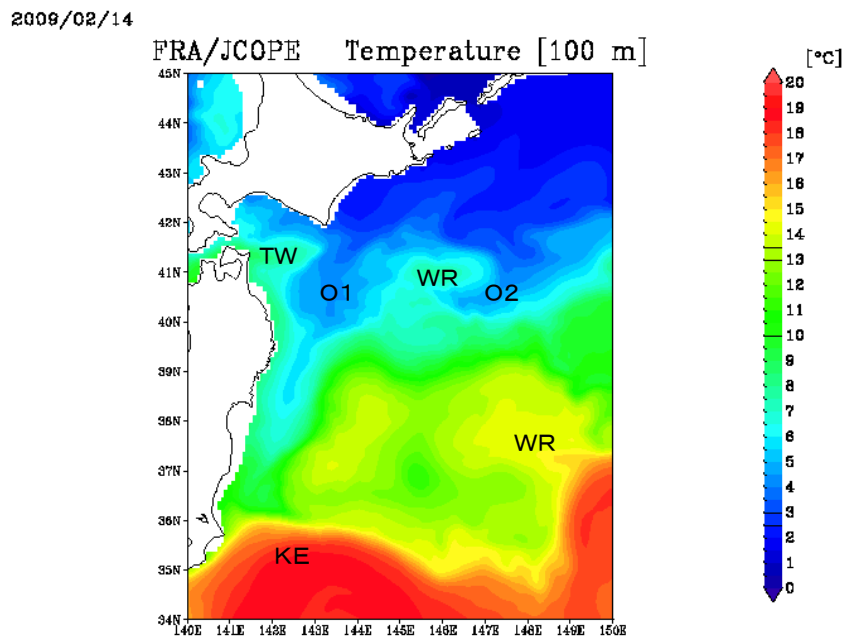 2009/02/14
FRA/JCOPE Temperature [100 m]
[°C]
45N
44N
43N
42N
41N
40N
39N
38N
37N
36N
35N
34N
140E 141E 142E 143E 144E 145E 146E 147E 148E 149E 150E
TW
WR
O1
O2
WR
KE
20
19
18
17
16
15
14
13
12
11
10
9
8
7
6
5
4
3
2
1
0